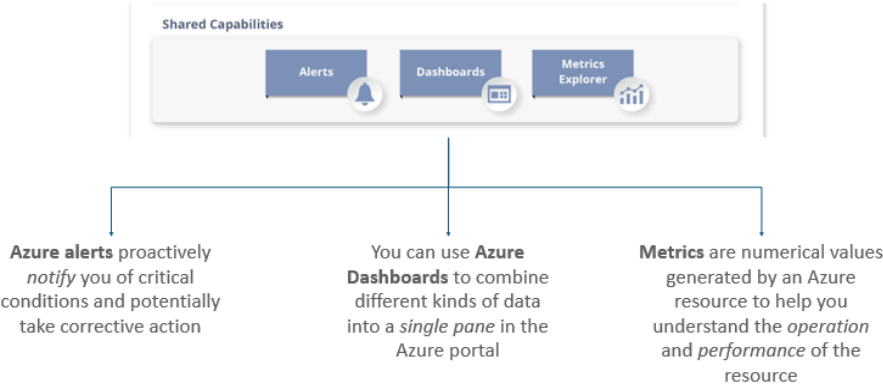 Shared Capabilities
Alerts
Dashboards
Metrics
Explorer
Azure alerts proactively
notify you of critical
conditions and potentially
take corrective action
You can use Azure
Dashboards to combine
different kinds of data
into a single pane in the
Azure portal
Metrics are numerical values
generated by an Azure
resource to help you
understand the operation
and performance of the
resource